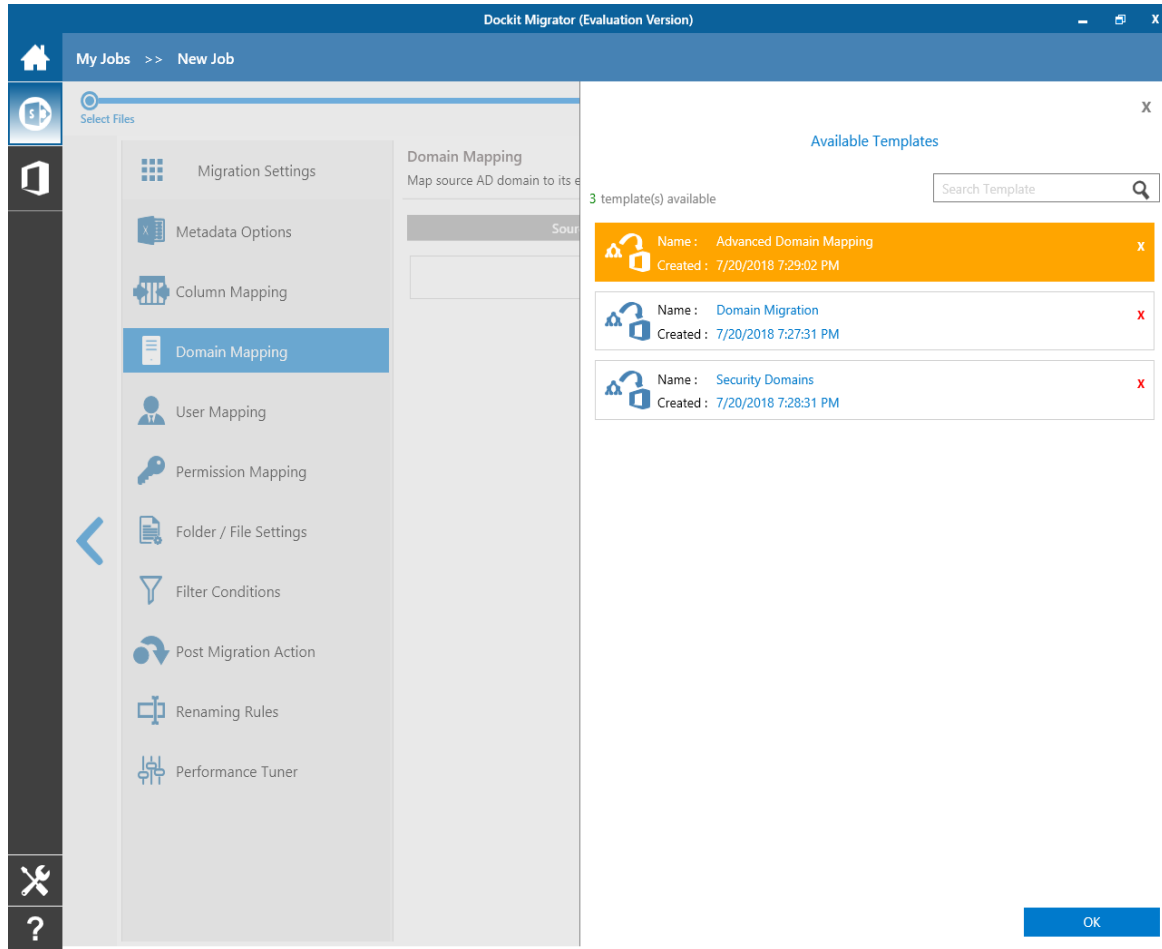 Dockit Migrator (Evaluation Version)
My Jobs >> New Job
Select Files
Migration Settings
Metadata Options
Column Mapping
Domain Mapping
User Mapping
Permission Mapping
Folder / File Settings
Filter Conditions
Post Migration Action
Renaming Rules
Performance Tuner
Domain Mapping
Map source AD domain to its e
Sour
X
Available Templates
3 template(s) available
Search Template
Name : Advanced Domain Mapping X
Created : 7/20/2018 7:29:02 PM
Name : Domain Migration X
Created : 7/20/2018 7:27:31 PM
Name : Security Domains X
Created : 7/20/2018 7:28:31 PM
OK